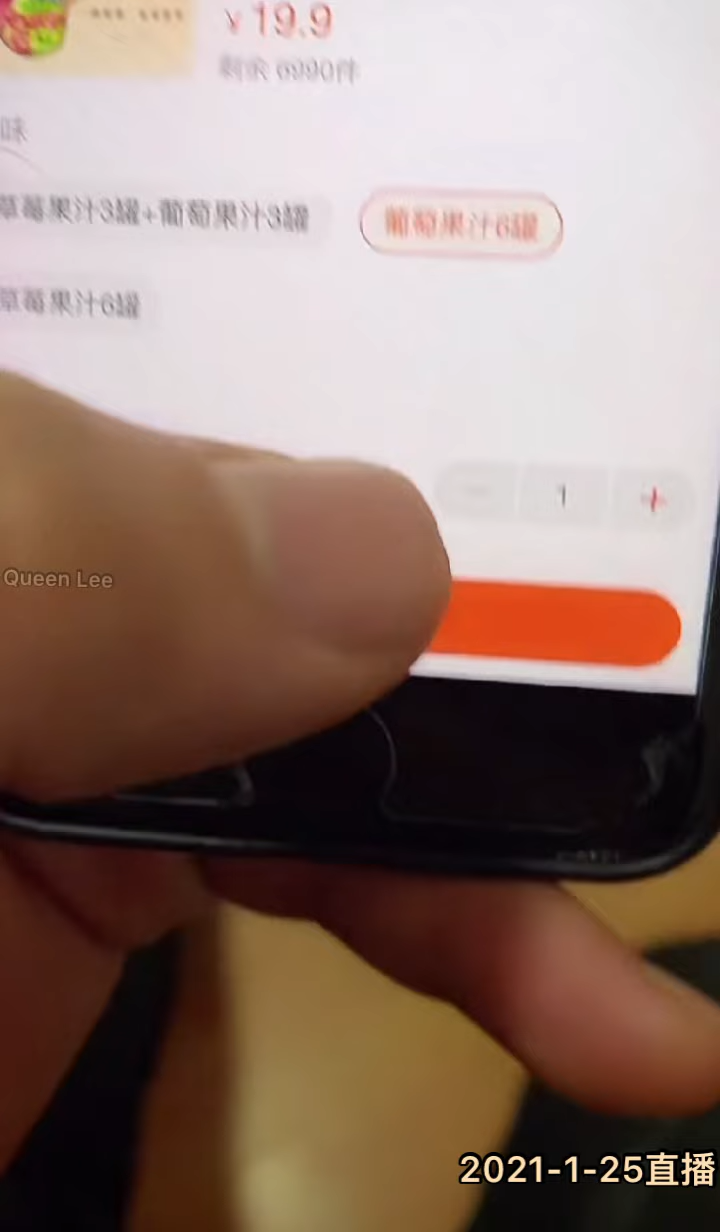 ¥19.9
剩余 6990件
味
草莓果汁3罐+葡萄果汁3罐
葡萄果汁6罐
草莓果汁6罐
1
Queen Lee
2021-1-25直播